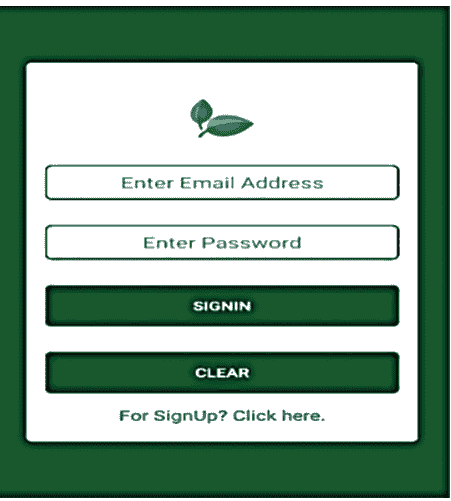 Enter Email Address
Enter Password
SIGNIN
CLEAR
For SignUp? Click here.